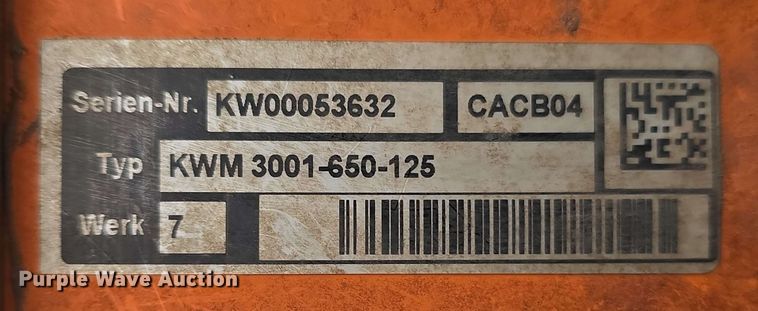 Serien-Nr. KW00053632 CACB04
Typ KWM 3001-650-125
Werk 7
Purple Wave Auction